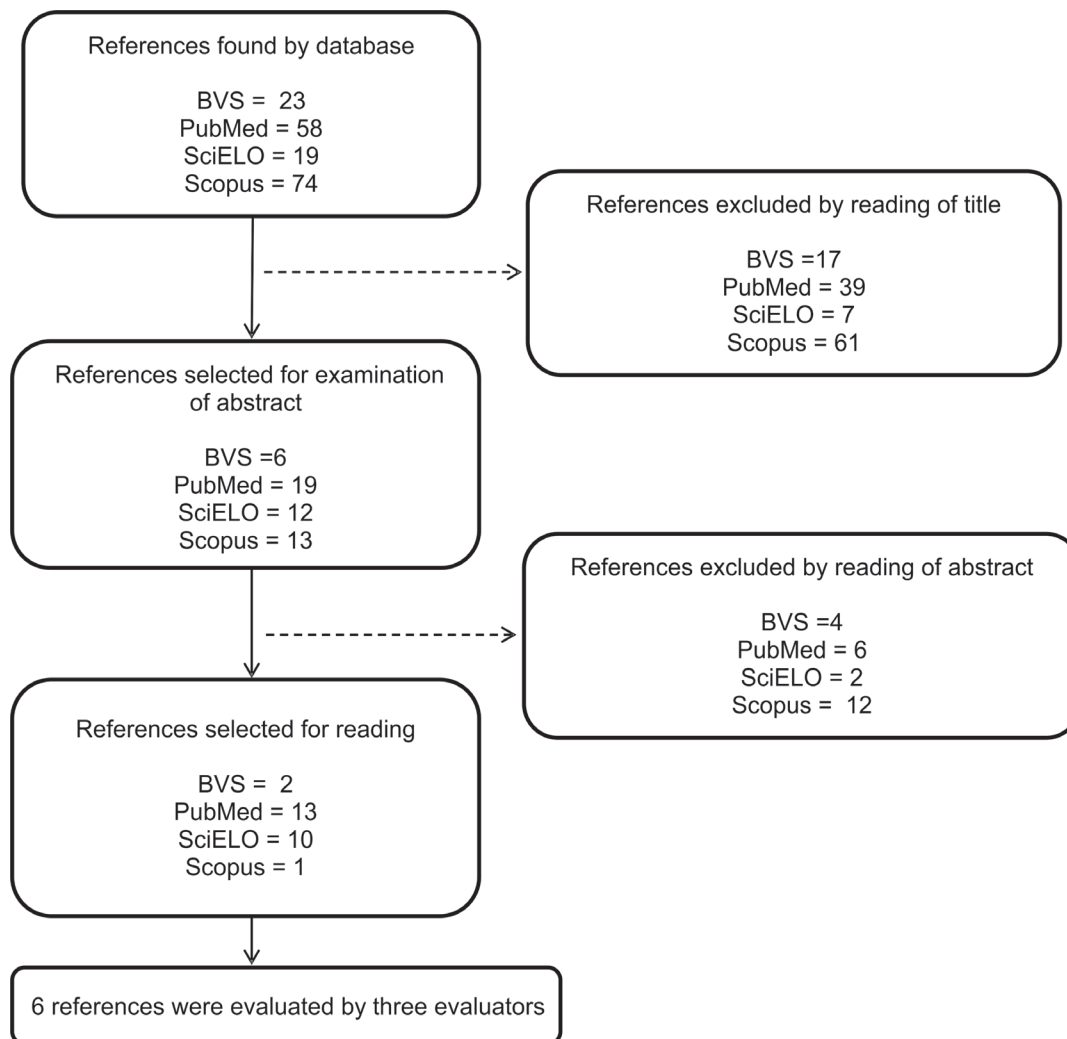 References found by database
BVS = 23
PubMed = 58
SciELO = 19
Scopus = 74
References excluded by reading of title
BVS =17
PubMed = 39
SciELO = 7
Scopus = 61
References selected for examination
of abstract
BVS =6
PubMed = 19
SciELO = 12
Scopus = 13
References excluded by reading of abstract
BVS =4
PubMed = 6
SciELO = 2
Scopus = 12
References selected for reading
BVS = 2
PubMed = 13
SciELO = 10
Scopus = 1
6 references were evaluated by three evaluators